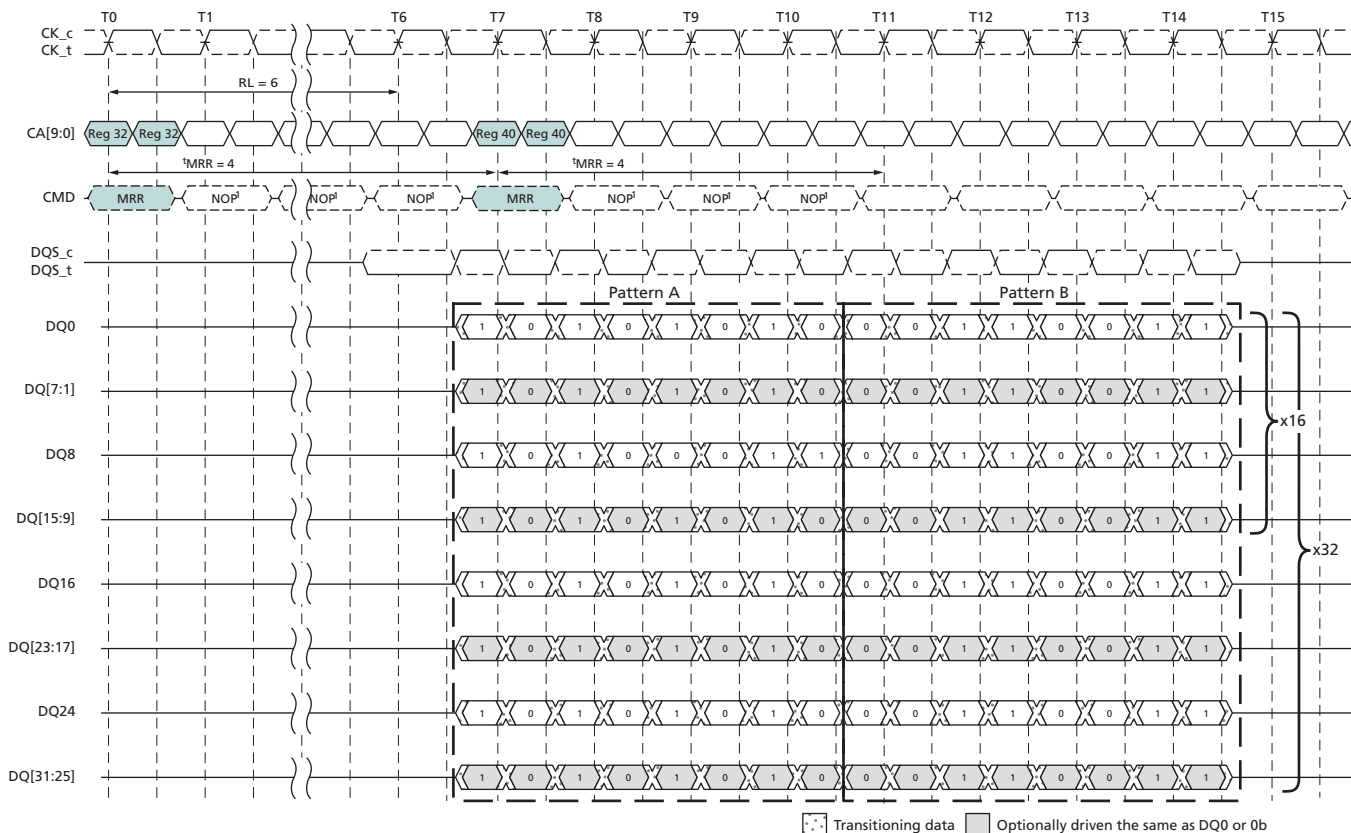 T0 T1 T6 T7 T8 T9 T10 T11 T12 T13 T14 T15
CK_c
CK_t
RL = 6
CA[9:0] Reg 32 Reg 32 Reg 40 Reg 40
tMRR = 4 tMRR = 4
CMD MRR NOP1 NOP1 NOP1 MRR NOP1 NOP1 NOP1
DQS_c
DQS_t
Pattern A Pattern B
DQ0 1 0 1 0 1 0 1 0 0 0 1 1 0 0 1 1
DQ[7:1] 1 0 1 0 1 0 1 0 0 0 1 1 0 0 1 1
x16
DQ8 1 0 1 0 0 0 1 1 0 0 1 1 0 0 1 1
DQ[15:9] 1 0 1 0 1 0 1 0 0 0 1 1 0 0 1 1
x32
DQ16 1 0 1 0 1 0 1 0 0 0 1 1 0 0 1 1
DQ[23:17] 1 0 1 0 1 0 1 0 0 0 1 1 0 0 1 1
DQ24 1 0 1 0 1 0 1 0 0 0 1 1 0 0 1 1
DQ[31:25] 1 0 1 0 1 0 1 0 0 0 1 1 0 0 1 1
Transitioning data Optionally driven the same as DQ0 or 0b